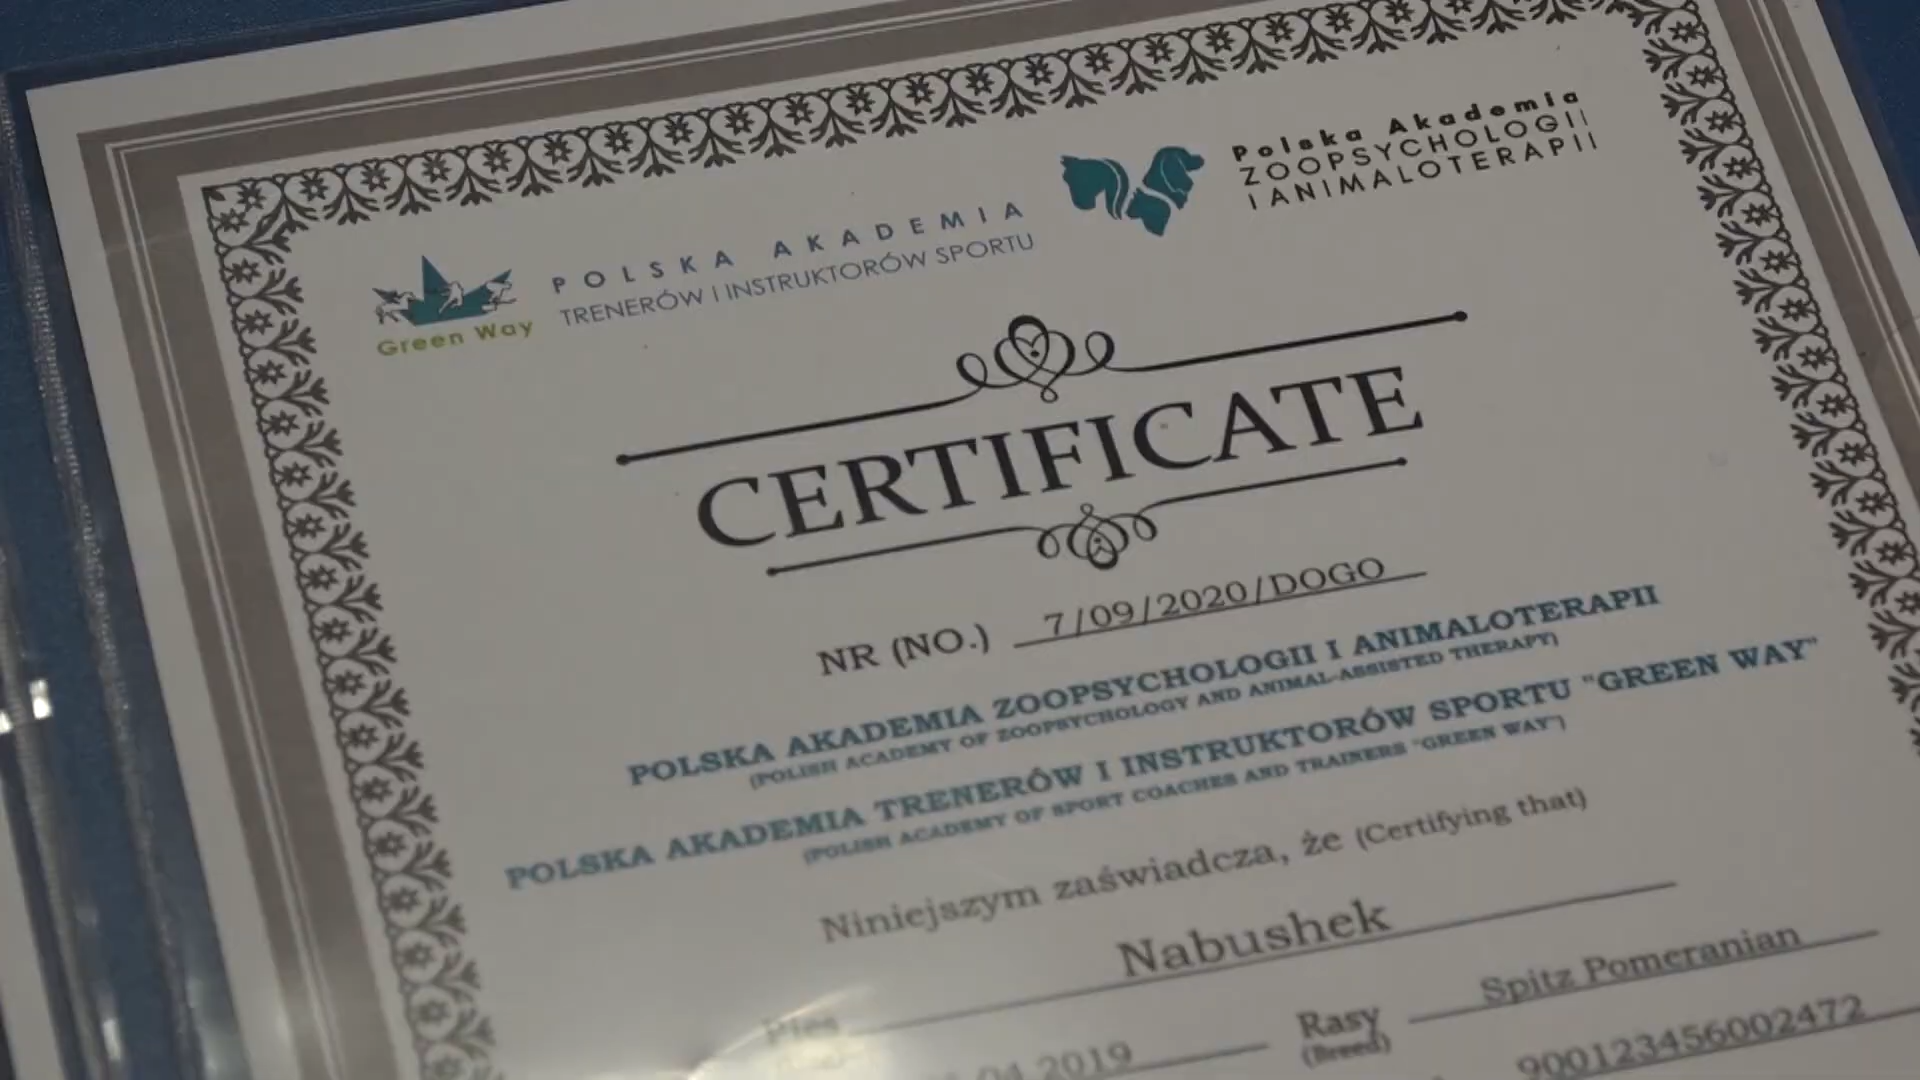 POLSKA AKADEMIA
TRENERÓW I INSTRUKTORÓW SPORTU
Green Way
Polska Akademia
ZOOPSYCHOLOGII
I ANIMALOTERAPII
CERTIFICATE
NR (NO.) 7/09/2020/DOGO
POLSKA AKADEMIA ZOOPSYCHOLOGII I ANIMALOTERAPII
(POLISH ACADEMY OF ZOOPSYCHOLOGY AND ANIMAL-ASSISTED THERAPY)
POLSKA AKADEMIA TRENERÓW I INSTRUKTORÓW SPORTU "GREEN WAY"
(POLISH ACADEMY OF SPORT COACHES AND TRAINERS "GREEN WAY")
Niniejszym zaświadcza, że (Certifying that)
Nabushek
Pies
Rasy Spitz Pomeranian
(Breed)
04.2019
900123456002472